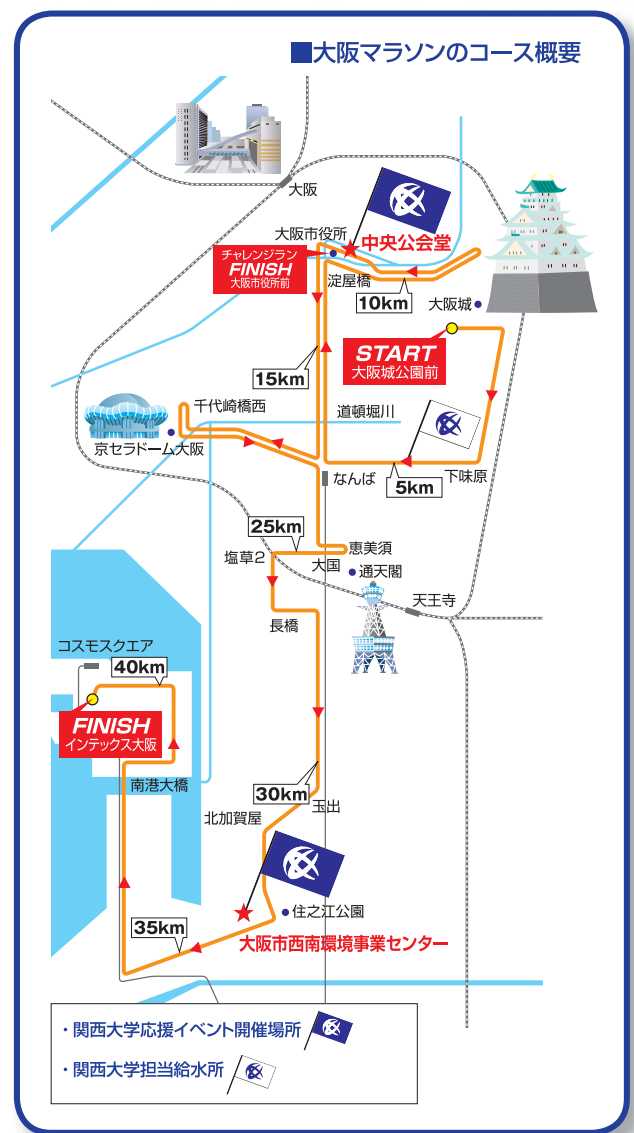 ■大阪マラソンのコース概要
大阪
大阪市役所
中央公会堂
チャレンジラン
FINISH
大阪市役所前
淀屋橋
10km
大阪城
START
大阪城公園前
15km
千代崎橋西
道頓堀川
京セラドーム大阪
なんば
5km
下味原
25km
恵美須
塩草2
大国
通天閣
天王寺
長橋
コスモスクエア
40km
FINISH
インテックス大阪
南港大橋
30km
玉出
北加賀屋
住之江公園
35km
大阪市西南環境事業センター
・関西大学応援イベント開催場所
・関西大学担当給水所